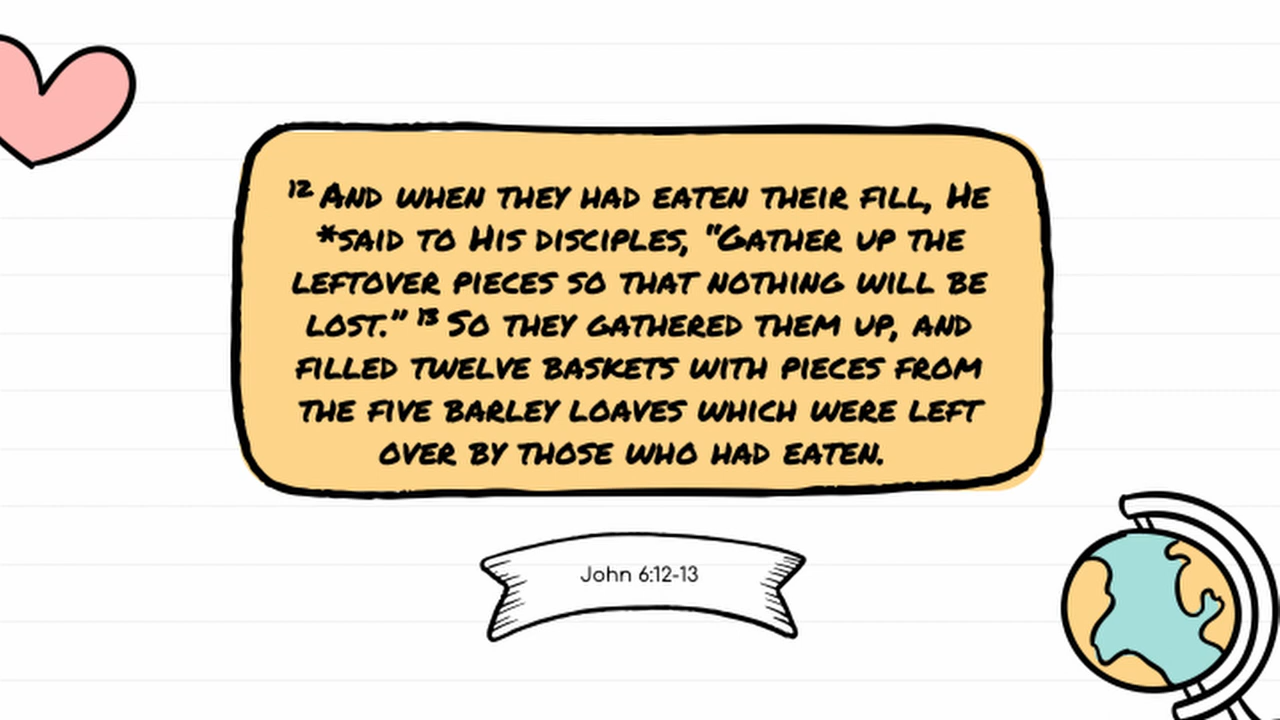 ¹² And when they had eaten their fill, He
*said to His disciples, "Gather up the
leftover pieces so that nothing will be
lost." ¹³ So they gathered them up, and
filled twelve baskets with pieces from
the five barley loaves which were left
over by those who had eaten.
John 6:12-13